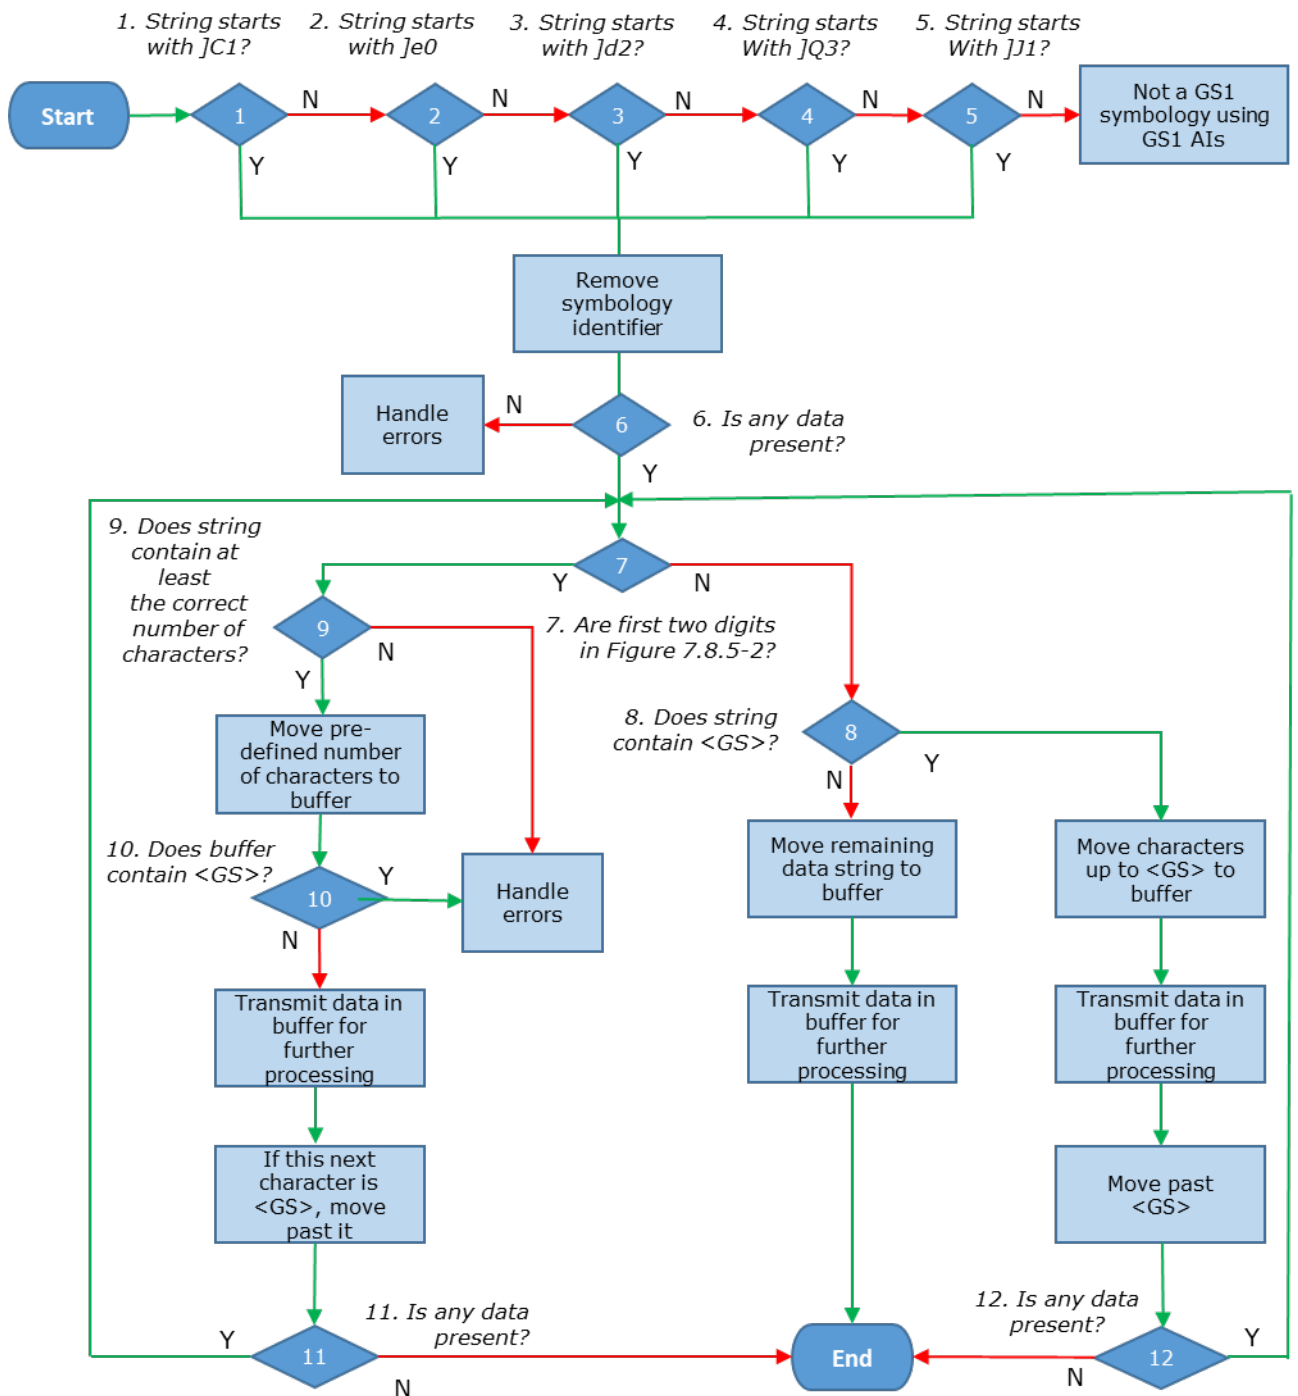 1. String starts
with ]C1?
2. String starts
with ]e0
3. String starts
with ]d2?
4. String starts
With ]Q3?
5. String starts
With ]J1?
Start
1
N
2
N
3
N
4
N
5
N
Not a GS1
symbology using
GS1 AIs
Y
Y
Y
Y
Y
Remove
symbology
identifier
Handle
errors
N
6
6. Is any data
present?
Y
9. Does string
contain at
least
the correct
number of
characters?
7
Y
N
9
N
7. Are first two digits
in Figure 7.8.5-2?
Y
8. Does string
contain <GS>?
8
Y
N
Move pre-
defined number
of characters to
buffer
10. Does buffer
contain <GS>?
10
Y
Handle
errors
N
Move remaining
data string to
buffer
Move characters
up to <GS> to
buffer
Transmit data in
buffer for
further
processing
Transmit data in
buffer for
further
processing
Transmit data in
buffer for
further
processing
If this next
character is
<GS>, move
past it
Move past
<GS>
11. Is any data
present?
12. Is any data
present?
Y
11
N
End
N
12
Y